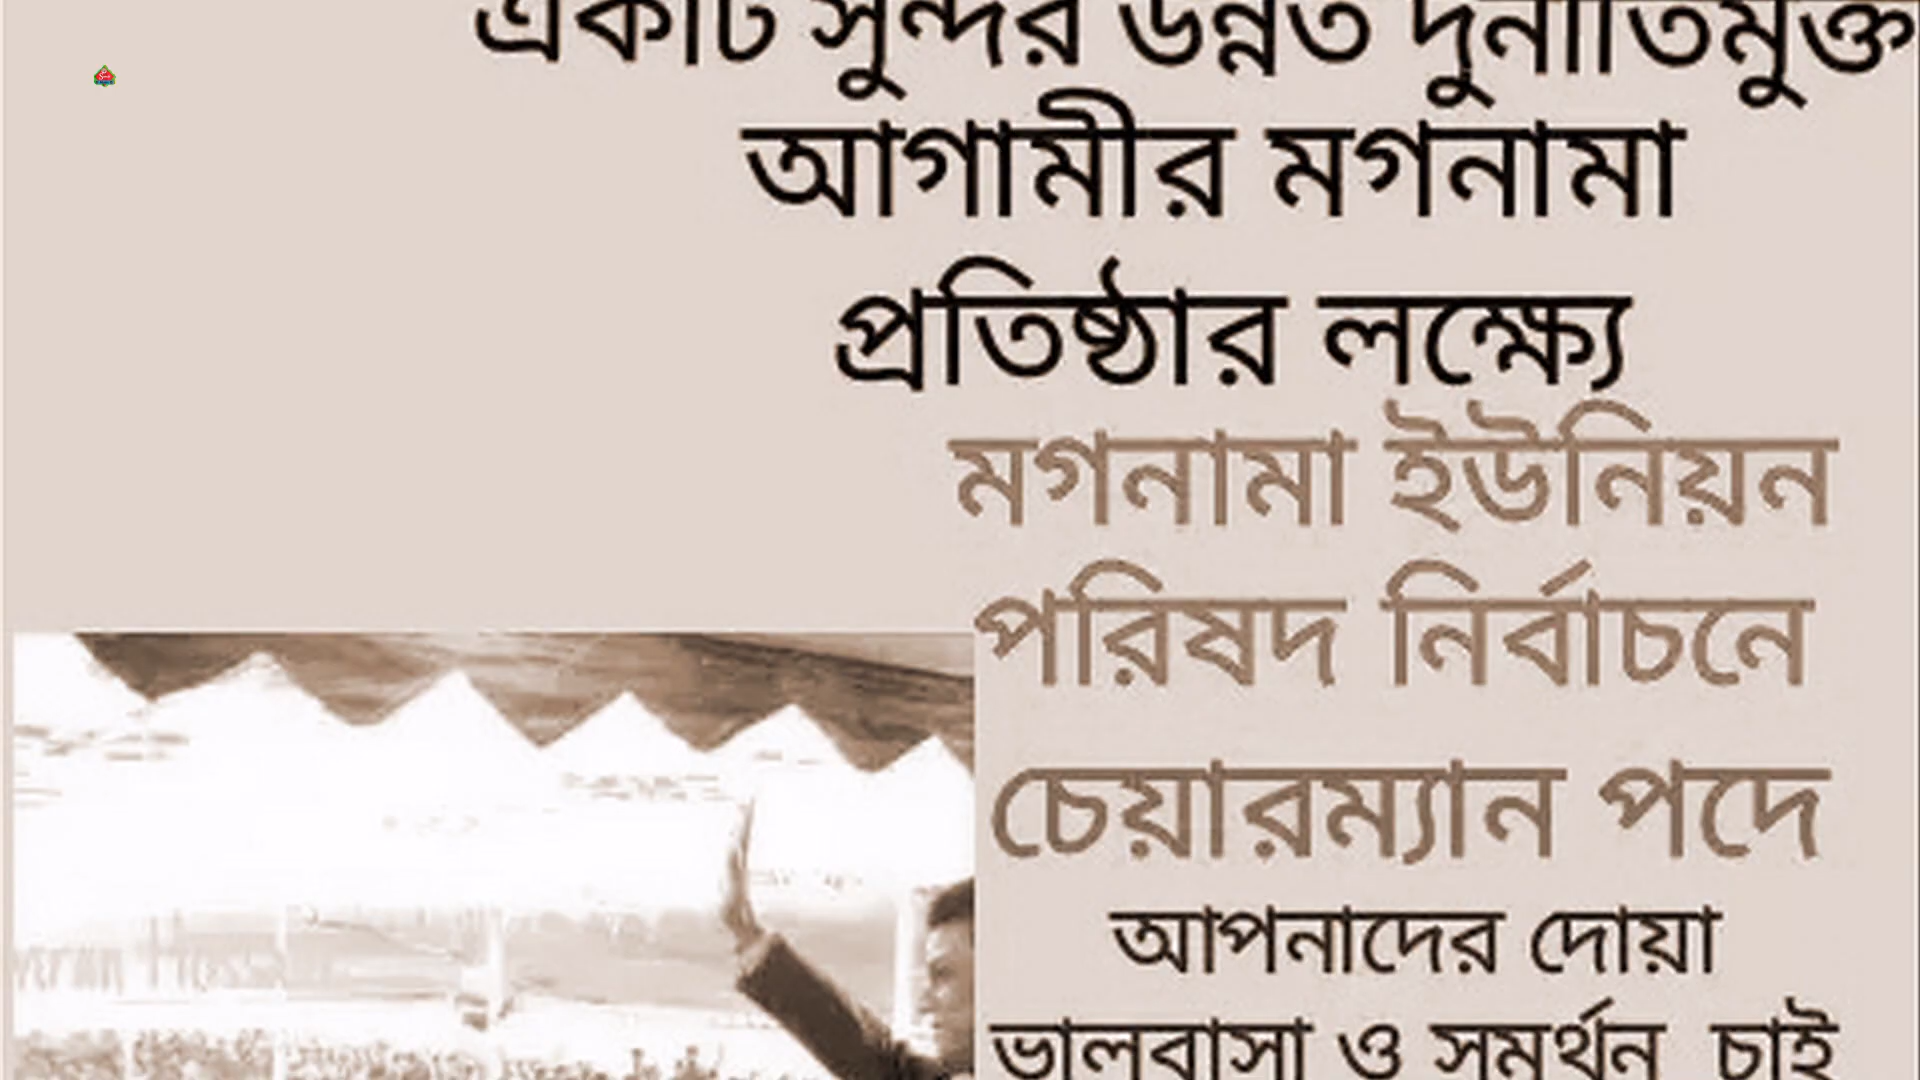 একটি সুন্দর উন্নত দুর্নীতিমুক্ত
আগামীর মগনামা
প্রতিষ্ঠার লক্ষ্যে
মগনামা ইউনিয়ন
পরিষদ নির্বাচনে
চেয়ারম্যান পদে
আপনাদের দোয়া
ভালবাসা ও সমর্থন চাই